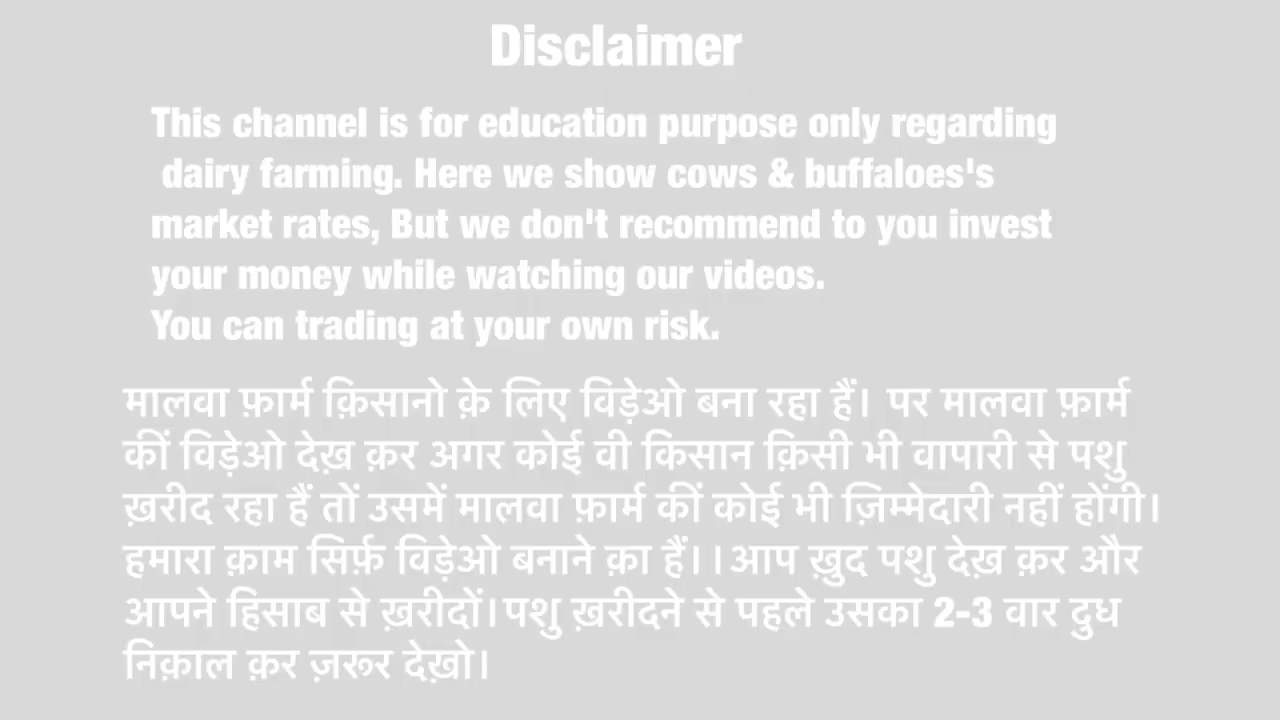 Disclaimer
This channel is for education purpose only regarding
dairy farming. Here we show cows & buffaloes's
market rates, But we don't recommend to you invest
your money while watching our videos.
You can trading at your own risk.
मालवा फ़ार्म क़िसानो क़े लिए विड़ेओ बना रहा हैं। पर मालवा फ़ार्म
कीं विड़ेओ देख़ क़र अगर कोई वी किसान क़िसी भी वापारी से पशु
ख़रीद रहा हैं तों उसमें मालवा फ़ार्म कीं कोई भी ज़िम्मेदारी नहीं होंगी।
हमारा क़ाम सिर्फ़ विड़ेओ बनाने क़ा हैं।।आप ख़ुद पशु देख़ क़र और
आपने हिसाब से ख़रीदों।पशु ख़रीदने से पहले उसका 2-3 वार दुध
निक़ाल क़र ज़रूर देख़ो।